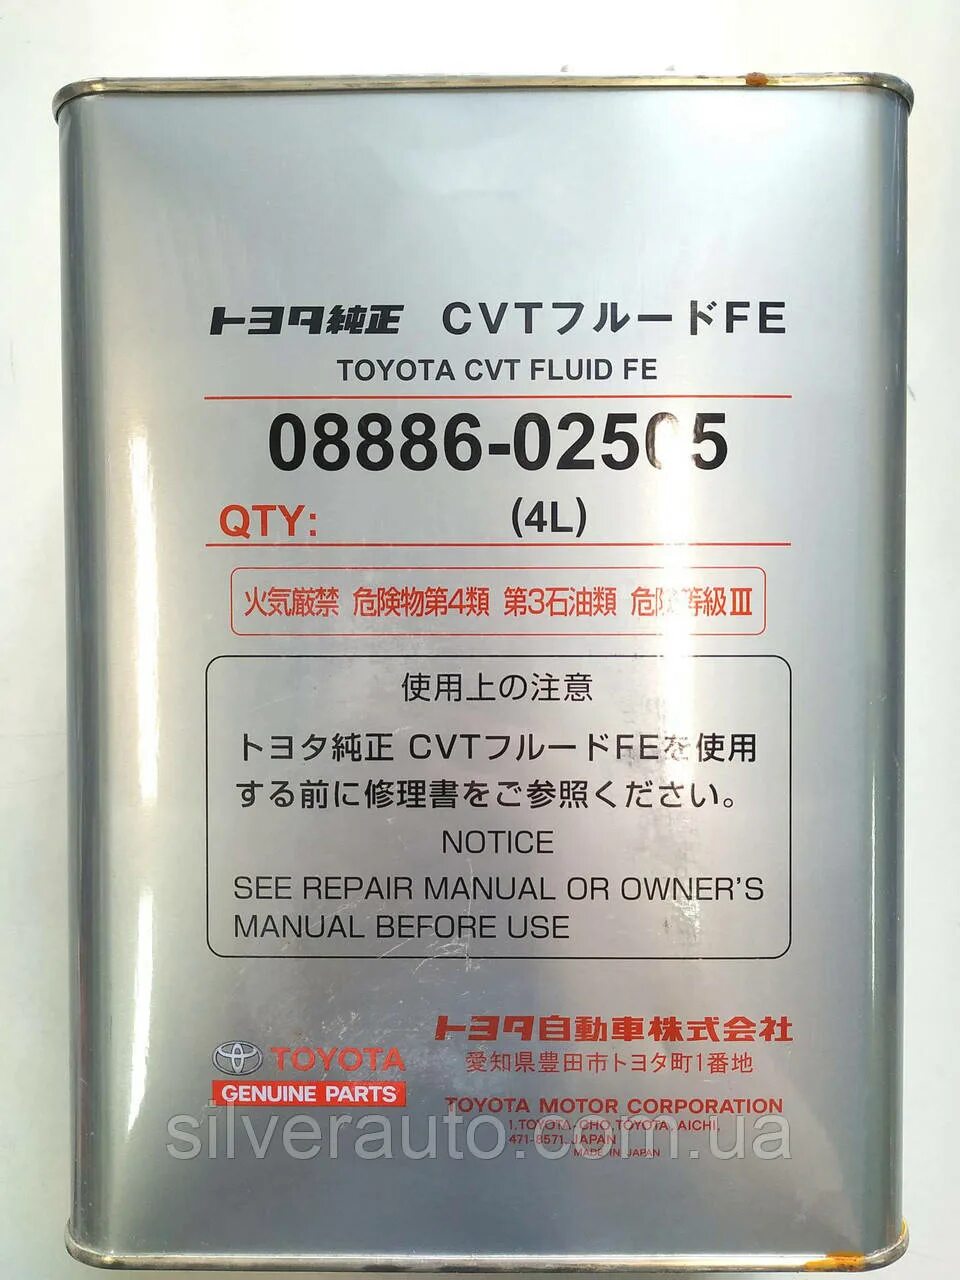 トヨタ純正 CVTフルードFE
TOYOTA CVT FLUID FE
08886-02505
QTY: (4L)
火気厳禁 危険物第4類 第3石油類 危険等級III
使用上の注意
トヨタ純正 CVTフルードFEを使用
する前に修理書をご参照ください。
NOTICE
SEE REPAIR MANUAL OR OWNER'S
MANUAL BEFORE USE
TOYOTA
GENUINE PARTS
トヨタ自動車株式会社
愛知県豊田市トヨタ町1番地
TOYOTA MOTOR CORPORATION
1, TOYOTA-CHO, TOYOTA, AICHI,
471-8571, JAPAN
MADE IN JAPAN
silverauto.com.ua